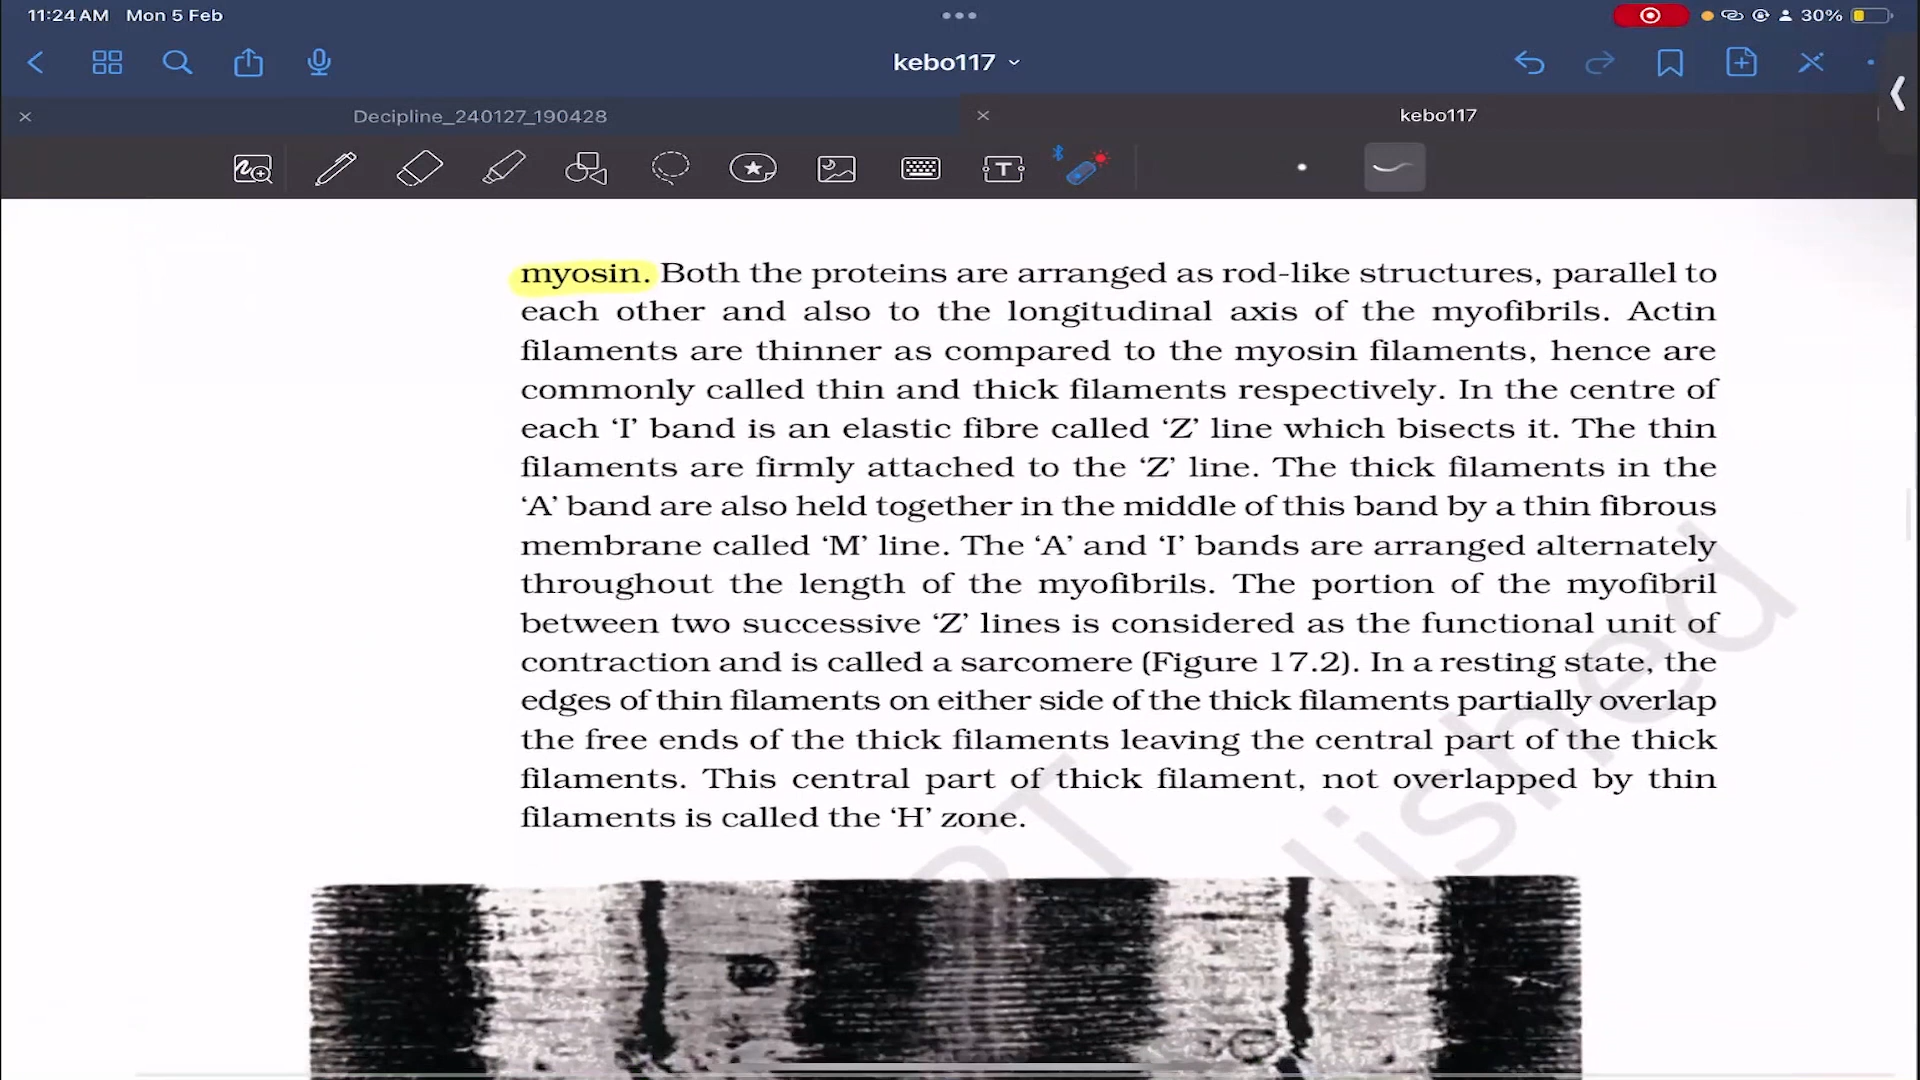 11:24 AM Mon 5 Feb
30%
kebo117
Decipline_240127_190428
kebo117
T
myosin. Both the proteins are arranged as rod-like structures, parallel to
each other and also to the longitudinal axis of the myofibrils. Actin
filaments are thinner as compared to the myosin filaments, hence are
commonly called thin and thick filaments respectively. In the centre of
each ‘I’ band is an elastic fibre called ‘Z’ line which bisects it. The thin
filaments are firmly attached to the ‘Z’ line. The thick filaments in the
‘A’ band are also held together in the middle of this band by a thin fibrous
membrane called ‘M’ line. The ‘A’ and ‘I’ bands are arranged alternately
throughout the length of the myofibrils. The portion of the myofibril
between two successive ‘Z’ lines is considered as the functional unit of
contraction and is called a sarcomere (Figure 17.2). In a resting state, the
edges of thin filaments on either side of the thick filaments partially overlap
the free ends of the thick filaments leaving the central part of the thick
filaments. This central part of thick filament, not overlapped by thin
filaments is called the ‘H’ zone.